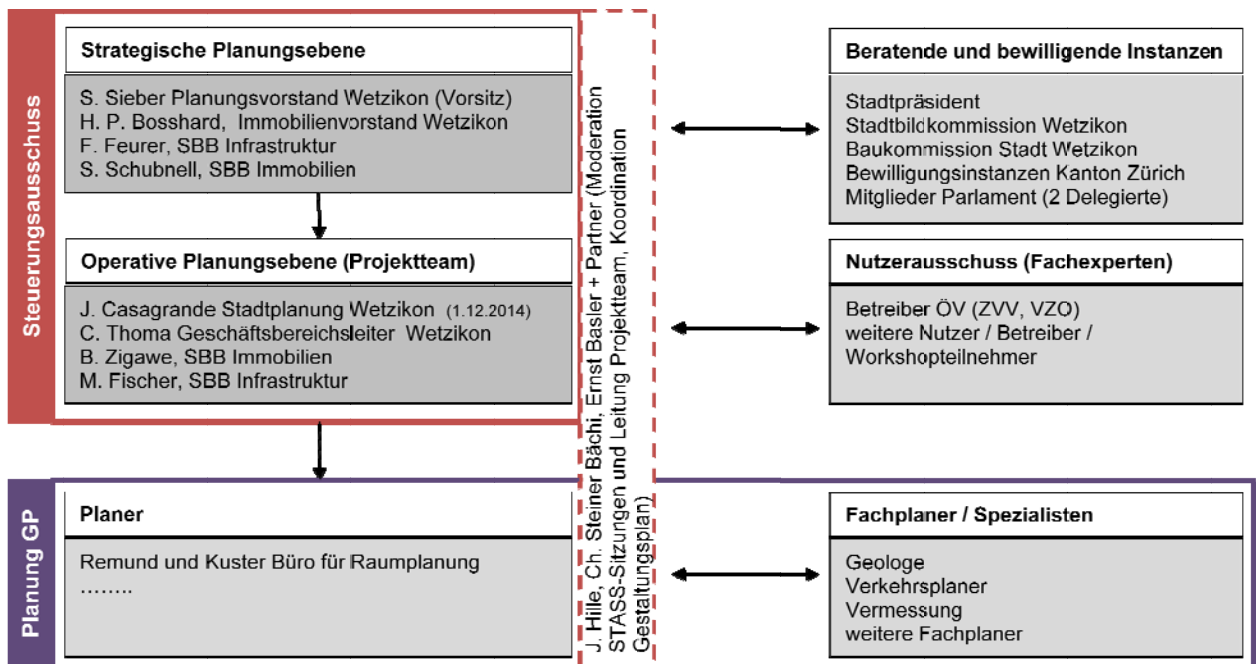 Steuerungsausschuss
Strategische Planungsebene
S. Sieber Planungsvorstand Wetzikon (Vorsitz)
H. P. Bosshard, Immobilienvorstand Wetzikon
F. Feurer, SBB Infrastruktur
S. Schubnell, SBB Immobilien
Operative Planungsebene (Projektteam)
J. Casagrande Stadtplanung Wetzikon (1.12.2014)
C. Thoma Geschäftsbereichsleiter Wetzikon
B. Zigawe, SBB Immobilien
M. Fischer, SBB Infrastruktur
J. Hille, Ch. Steiner Bächi, Ernst Basler + Partner (Moderation
STASS-Sitzungen und Leitung Projektteam, Koordination
Gestaltungsplan)
Beratende und bewilligende Instanzen
Stadtpräsident
Stadtbildkommission Wetzikon
Baukommission Stadt Wetzikon
Bewilligungsinstanzen Kanton Zürich
Mitglieder Parlament (2 Delegierte)
Nutzerausschuss (Fachexperten)
Betreiber ÖV (ZVV, VZO)
weitere Nutzer / Betreiber /
Workshopteilnehmer
Planung GP
Planer
Remund und Kuster Büro für Raumplanung
........
Fachplaner / Spezialisten
Geologe
Verkehrsplaner
Vermessung
weitere Fachplaner